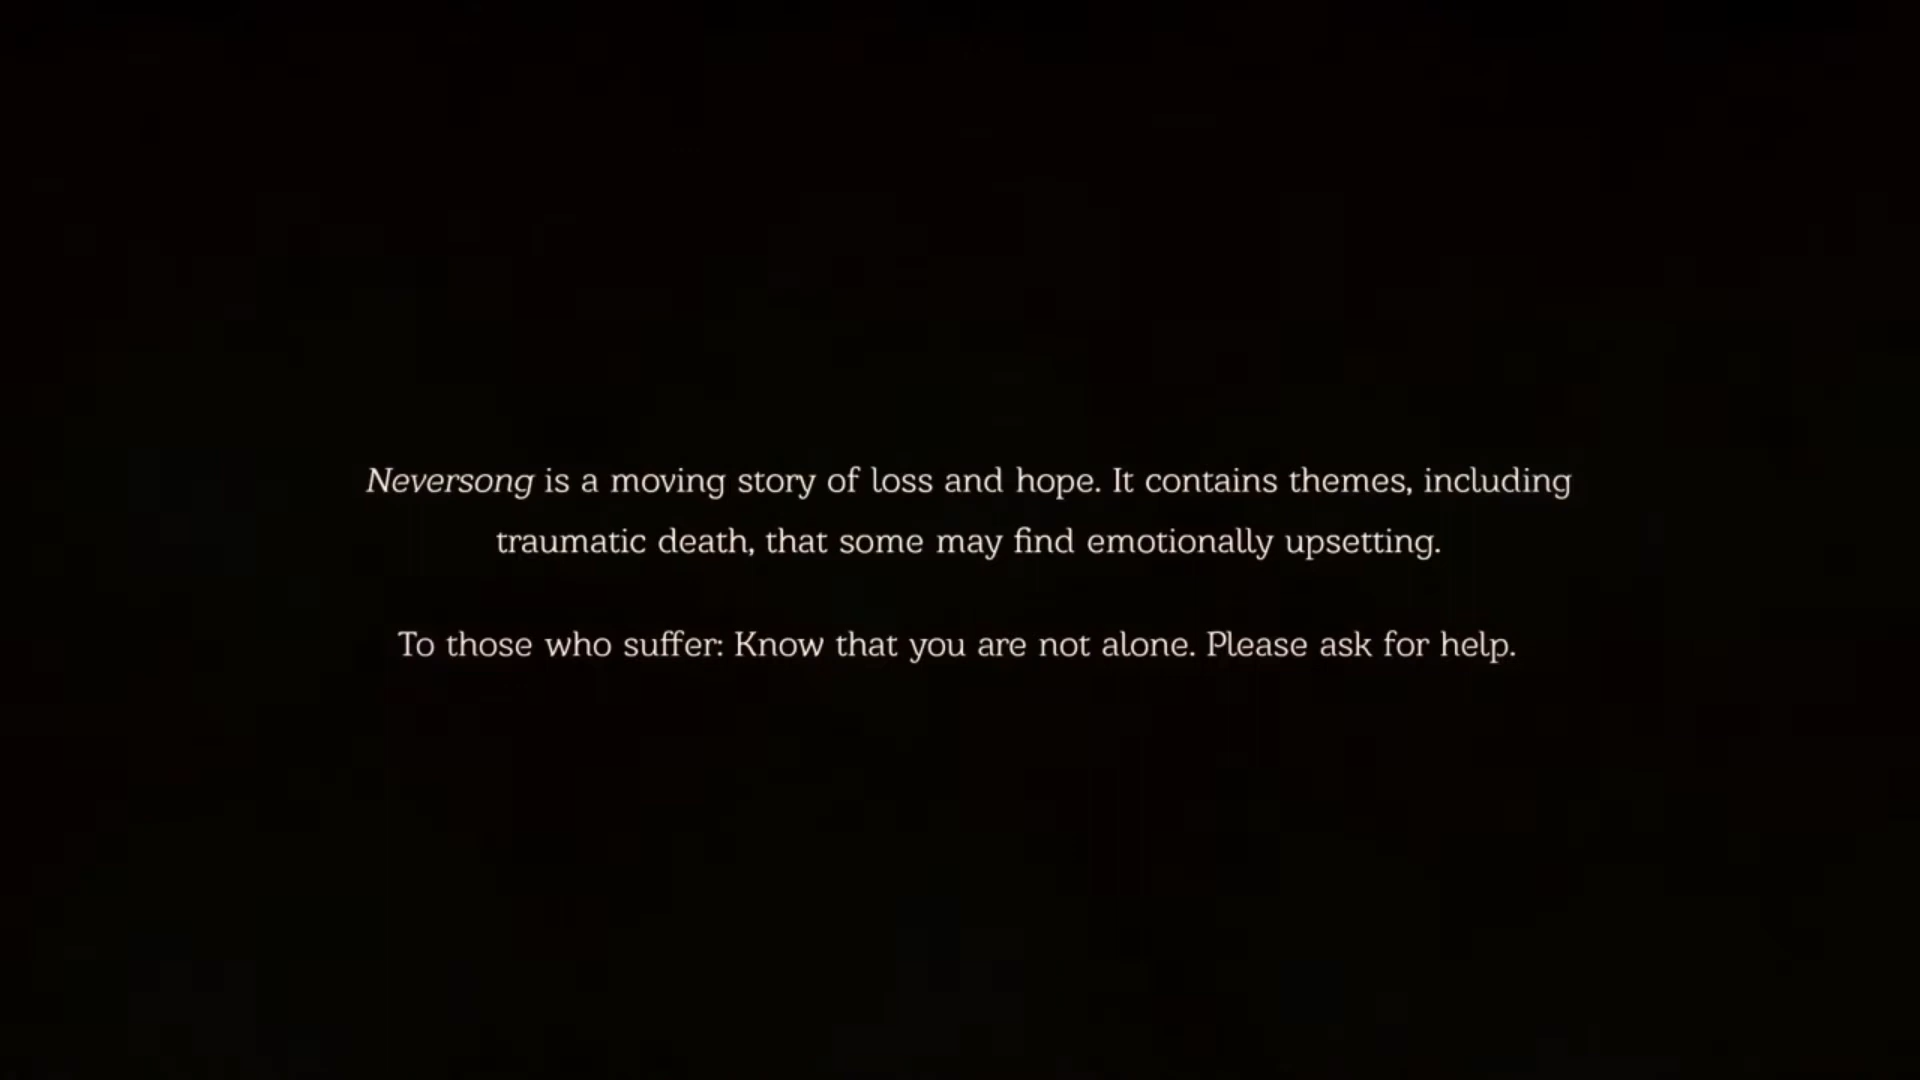 Neversong is a moving story of loss and hope. It contains themes, including
traumatic death, that some may find emotionally upsetting.
To those who suffer: Know that you are not alone. Please ask for help.